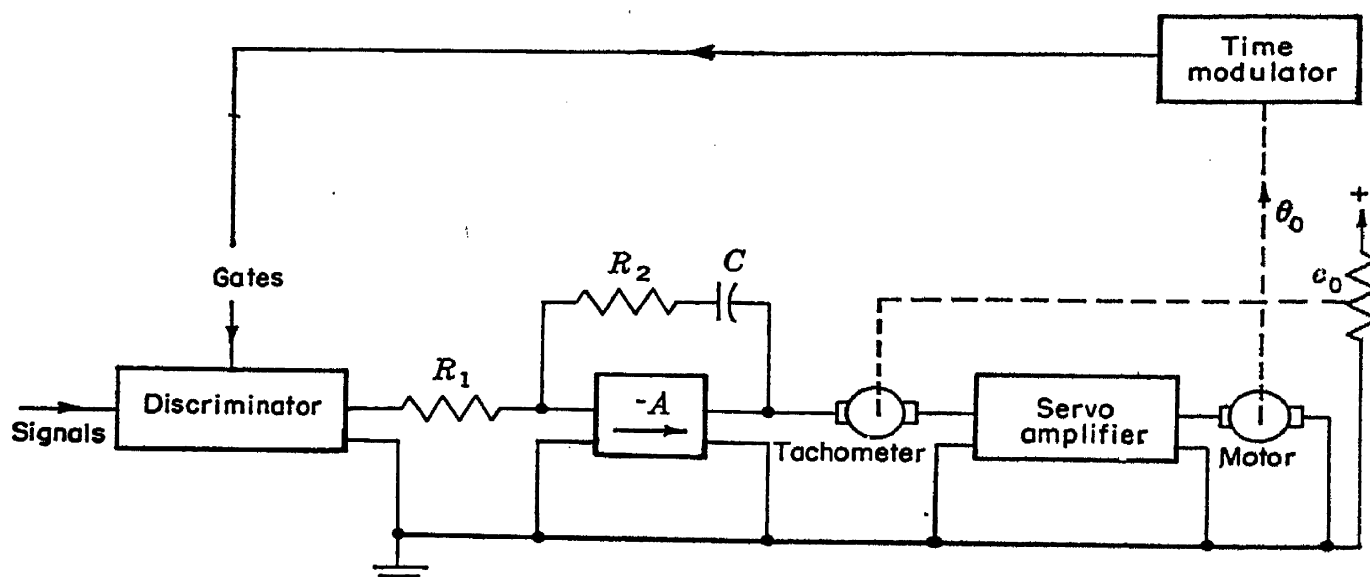 Time
modulator
+
θ₀
e₀
Gates
R₂
C
R₁
-A
Signals
Discriminator
Tachometer
Servo
amplifier
Motor